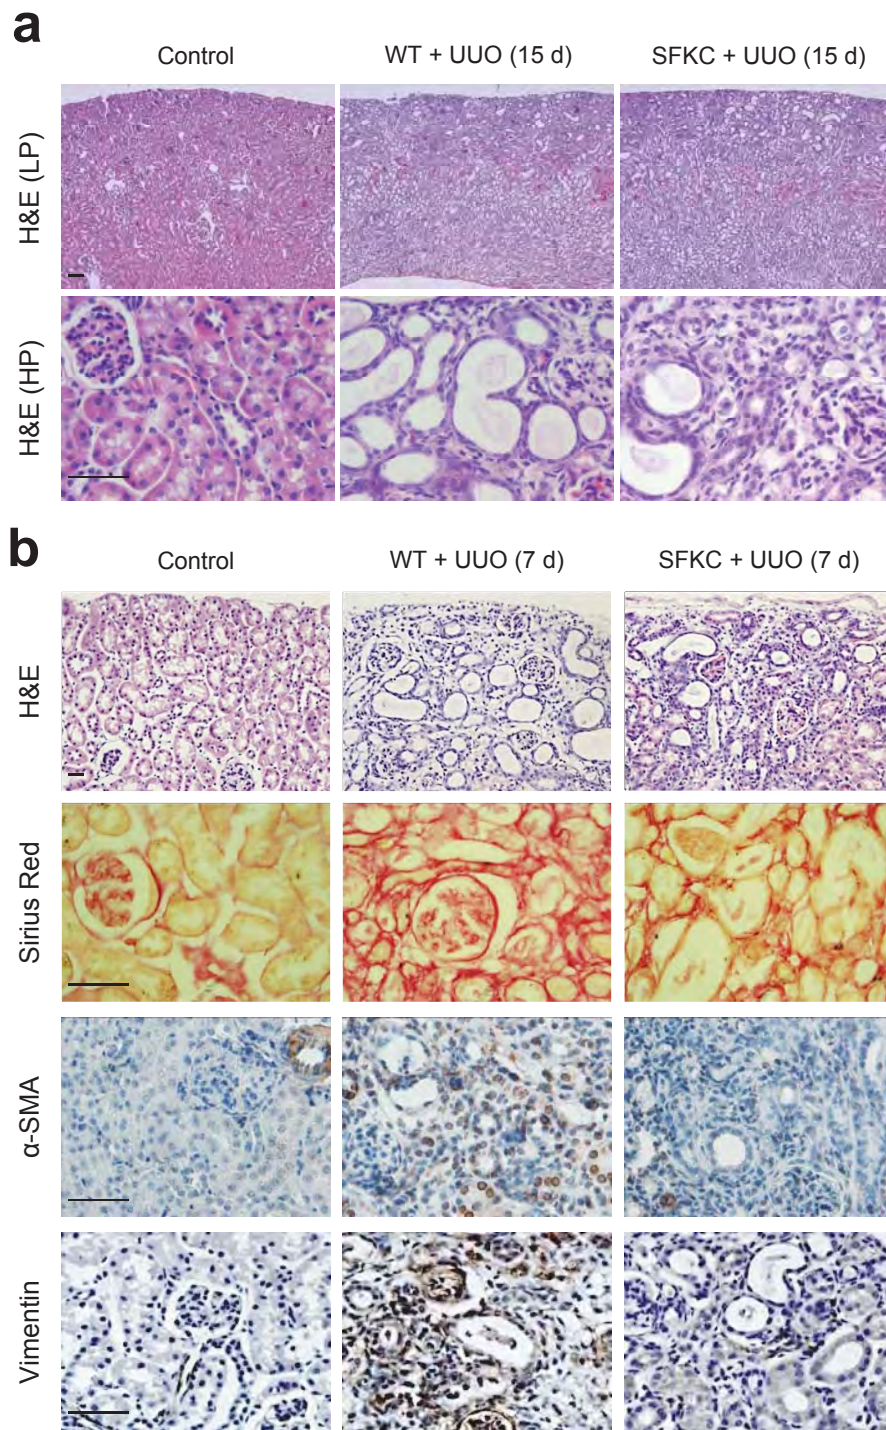 a
Control
WT + UUO (15 d)
SFKC + UUO (15 d)
H&E (LP)
H&E (HP)
b
Control
WT + UUO (7 d)
SFKC + UUO (7 d)
H&E
Sirius Red
α-SMA
Vimentin